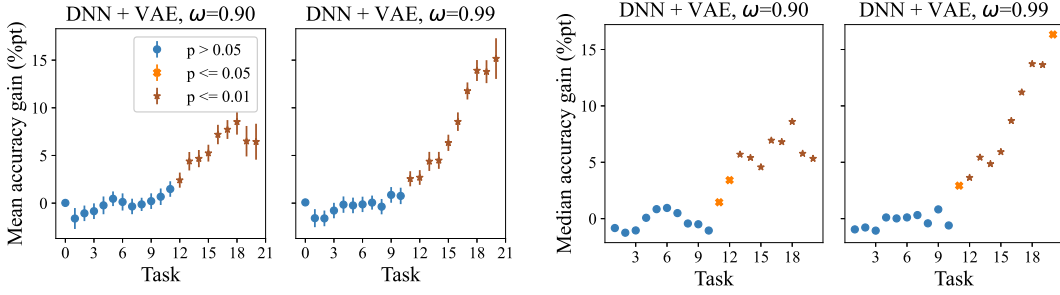 DNN + VAE, ω=0.90
DNN + VAE, ω=0.99
Mean accuracy gain (%pt)
15
10
5
0
p > 0.05
p <= 0.05
p <= 0.01
0 3 6 9 12 15 18 21
Task
0 3 6 9 12 15 18 21
Task
DNN + VAE, ω=0.90
DNN + VAE, ω=0.99
Median accuracy gain (%pt)
15
10
5
0
3 6 9 12 15 18
Task
3 6 9 12 15 18
Task